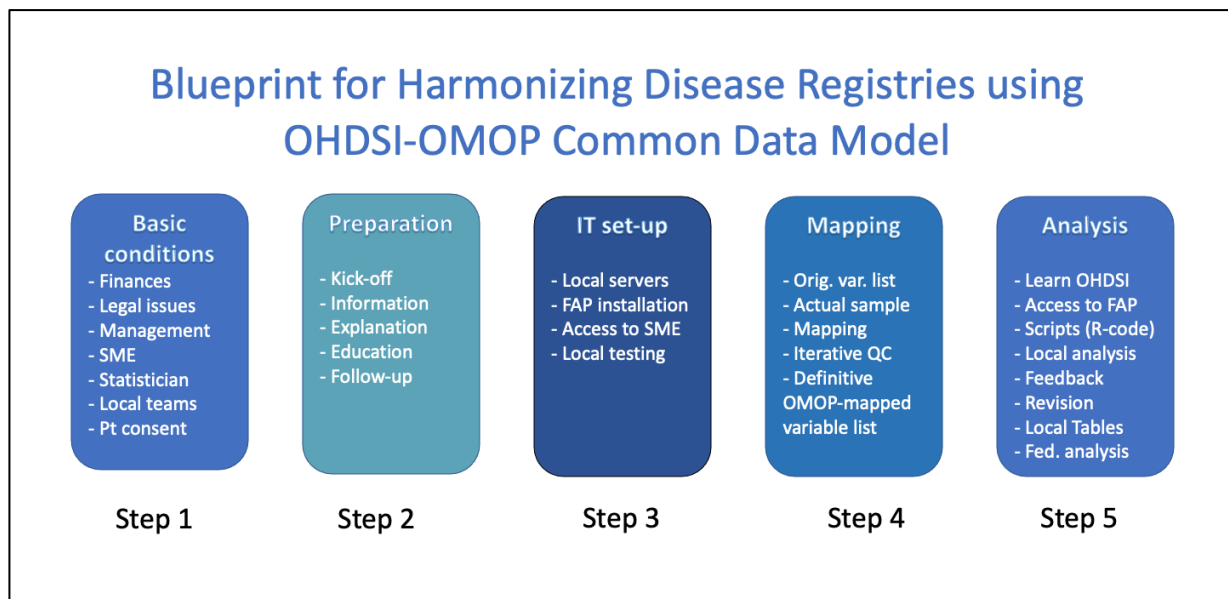 Blueprint for Harmonizing Disease Registries using
OHDSI-OMOP Common Data Model
Basic
conditions
- Finances
- Legal issues
- Management
- SME
- Statistician
- Local teams
- Pt consent
Step 1
Preparation
- Kick-off
- Information
- Explanation
- Education
- Follow-up
Step 2
IT set-up
- Local servers
- FAP installation
- Access to SME
- Local testing
Step 3
Mapping
- Orig. var. list
- Actual sample
- Mapping
- Iterative QC
- Definitive
OMOP-mapped
variable list
Step 4
Analysis
- Learn OHDSI
- Access to FAP
- Scripts (R-code)
- Local analysis
- Feedback
- Revision
- Local Tables
- Fed. analysis
Step 5